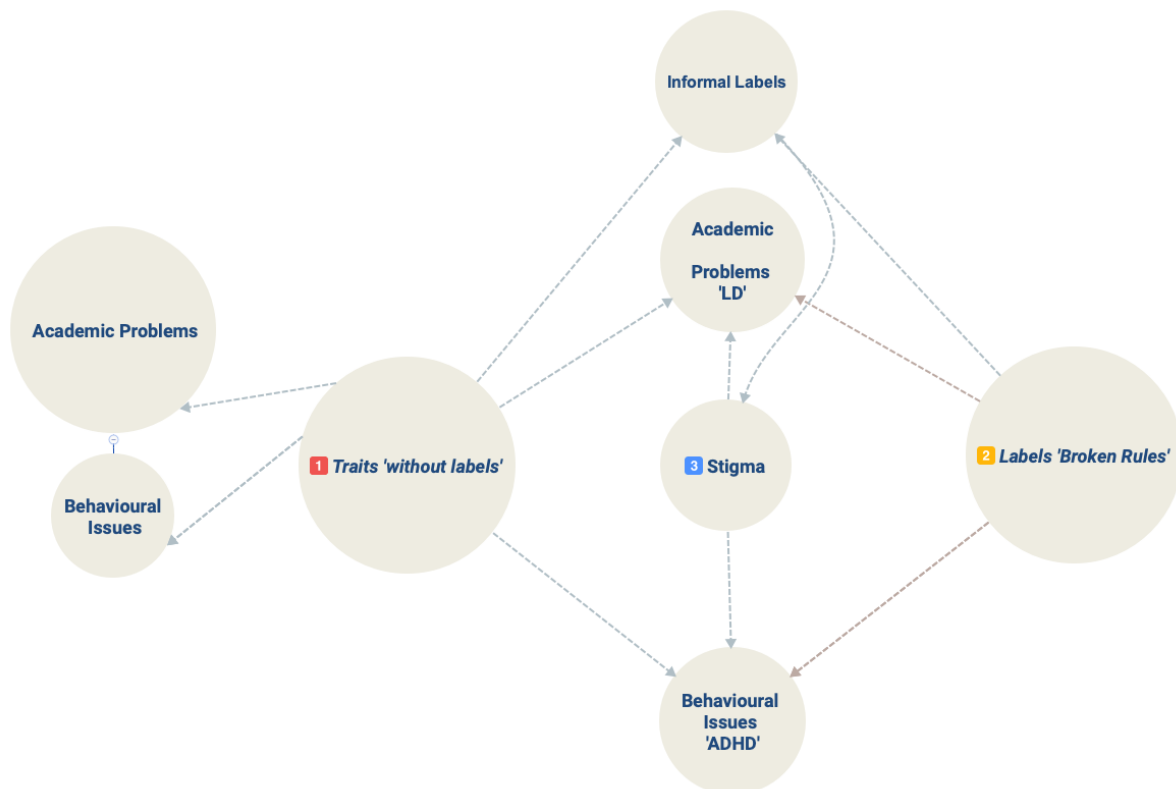 Informal Labels
Academic
Problems
'LD'
Academic Problems
1 Traits 'without labels'
3 Stigma
2 Labels 'Broken Rules'
Behavioural
Issues
Behavioural
Issues
'ADHD'